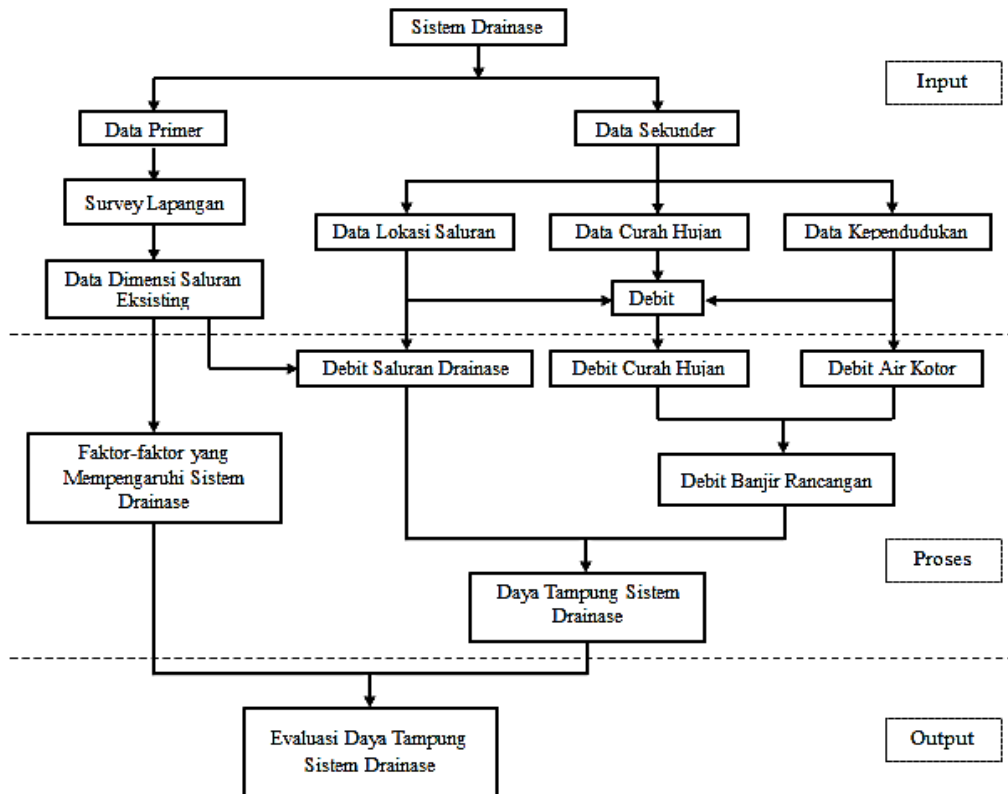 Sistem Drainase
Input
Data Primer
Data Sekunder
Survey Lapangan
Data Lokasi Saluran
Data Curah Hujan
Data Kependudukan
Data Dimensi Saluran
Eksisting
Debit
Debit Saluran Drainase
Debit Curah Hujan
Debit Air Kotor
Faktor-faktor yang
Mempengaruhi Sistem
Drainase
Debit Banjir Rancangan
Proses
Daya Tampung Sistem
Drainase
Evaluasi Daya Tampung
Sistem Drainase
Output